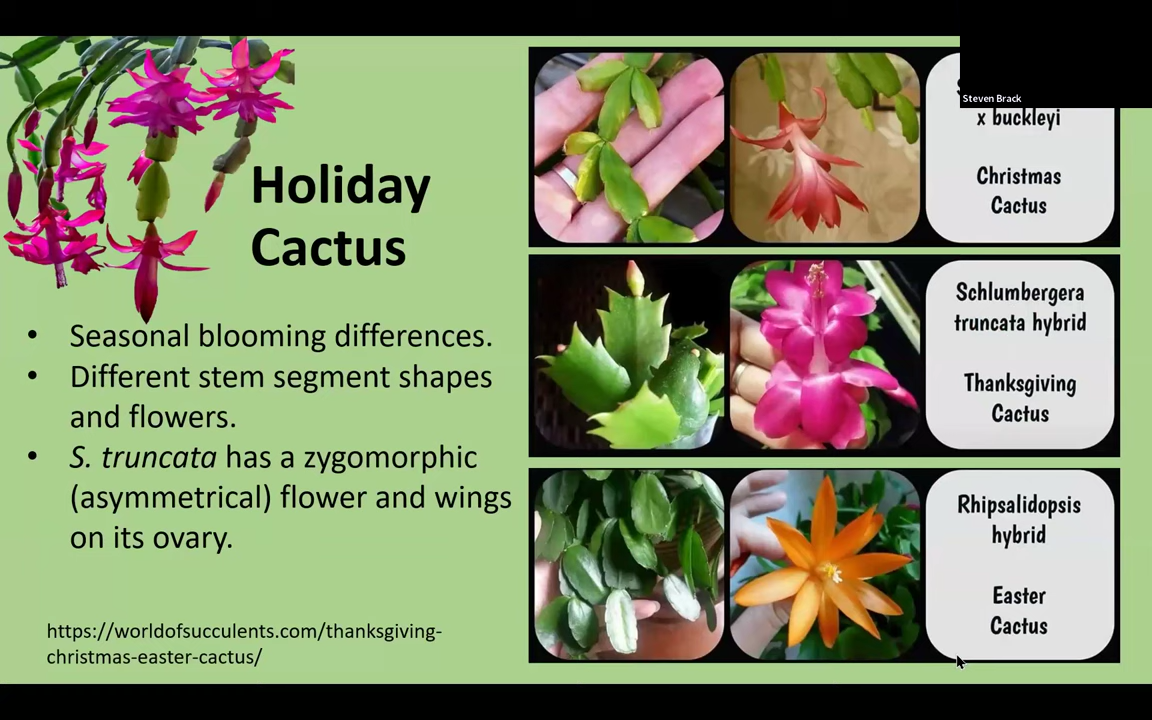 Holiday
Cactus
• Seasonal blooming differences.
• Different stem segment shapes
and flowers.
• S. truncata has a zygomorphic
(asymmetrical) flower and wings
on its ovary.
https://worldofsucculents.com/thanksgiving-
christmas-easter-cactus/
Steven Brack
x buckleyi
Christmas
Cactus
Schlumbergera
truncata hybrid
Thanksgiving
Cactus
Rhipsalidopsis
hybrid
Easter
Cactus